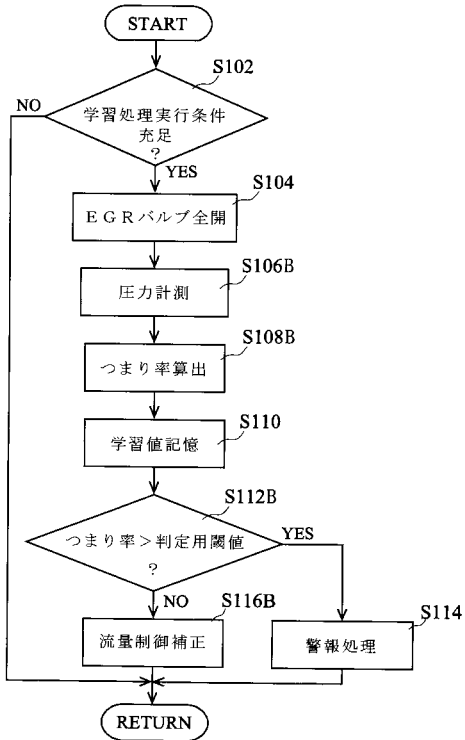 START
S102
NO
学習処理実行条件
充足
?
YES
S104
EGRバルブ全開
S106B
圧力計測
S108B
つまり率算出
S110
学習値記憶
S112B
つまり率>判定用閾値
?
YES
NO
S116B
流量制御補正
S114
警報処理
RETURN